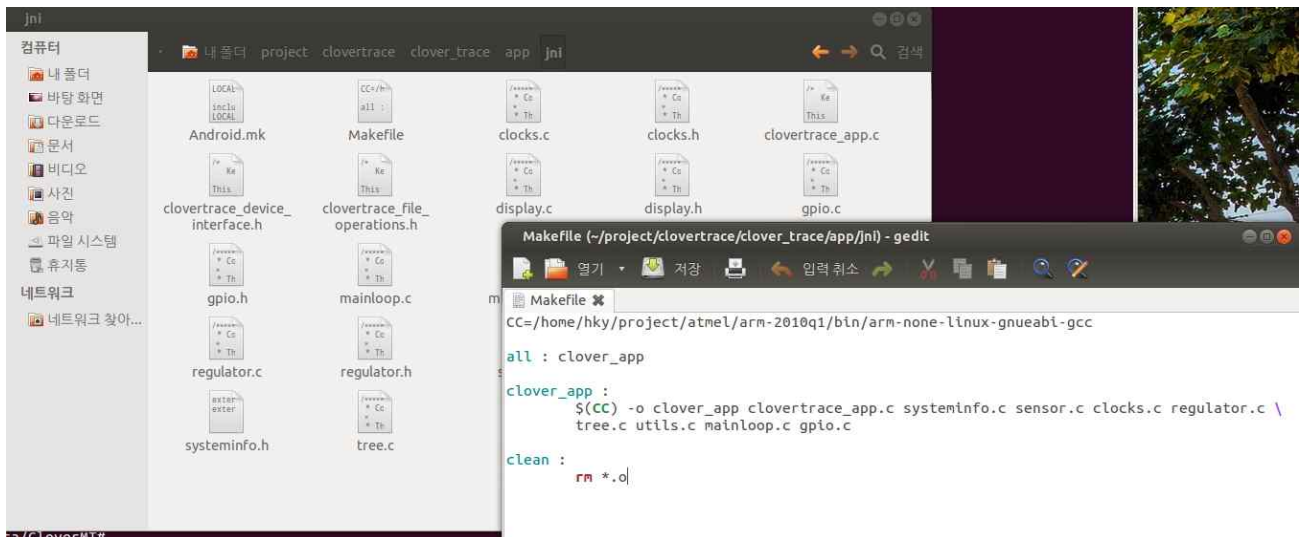 jni
컴퓨터
내 폴더
바탕 화면
다운로드
문서
비디오
사진
음악
파일 시스템
휴지통
네트워크
네트워크 찾아...
내 폴더 project clovertrace clover_trace app jni
검색
Android.mk Makefile clocks.c clocks.h clovertrace_app.c
clovertrace_device_
interface.h
clovertrace_file_
operations.h
display.c display.h gpio.c
gpio.h mainloop.c
regulator.c regulator.h
systeminfo.h tree.c
Makefile (~/project/clovertrace/clover_trace/app/jni) - gedit
열기 저장 입력 취소
Makefile
CC=/home/hky/project/atmel/arm-2010q1/bin/arm-none-linux-gnueabi-gcc
all : clover_app
clover_app :
$(CC) -o clover_app clovertrace_app.c systeminfo.c sensor.c clocks.c regulator.c \
tree.c utils.c mainloop.c gpio.c
clean :
rm *.o